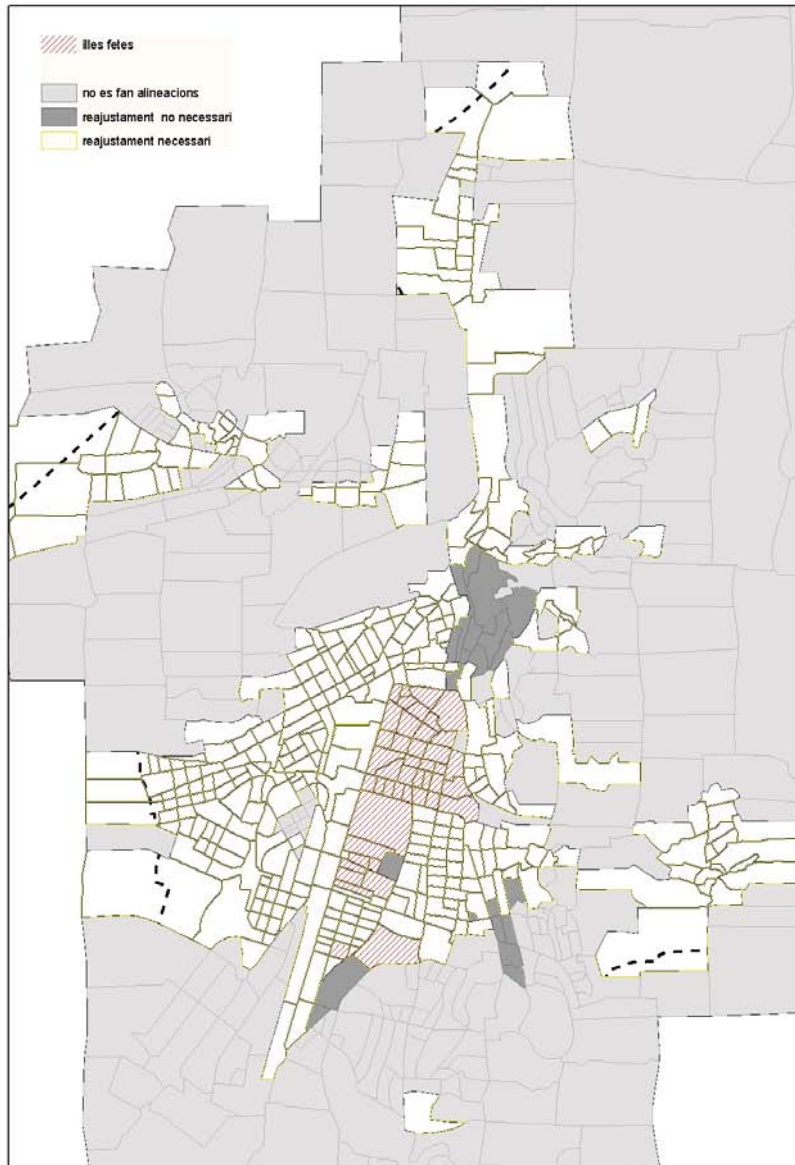 illes fetes
no es fan alineacions
reajustament no necessari
reajustament necessari